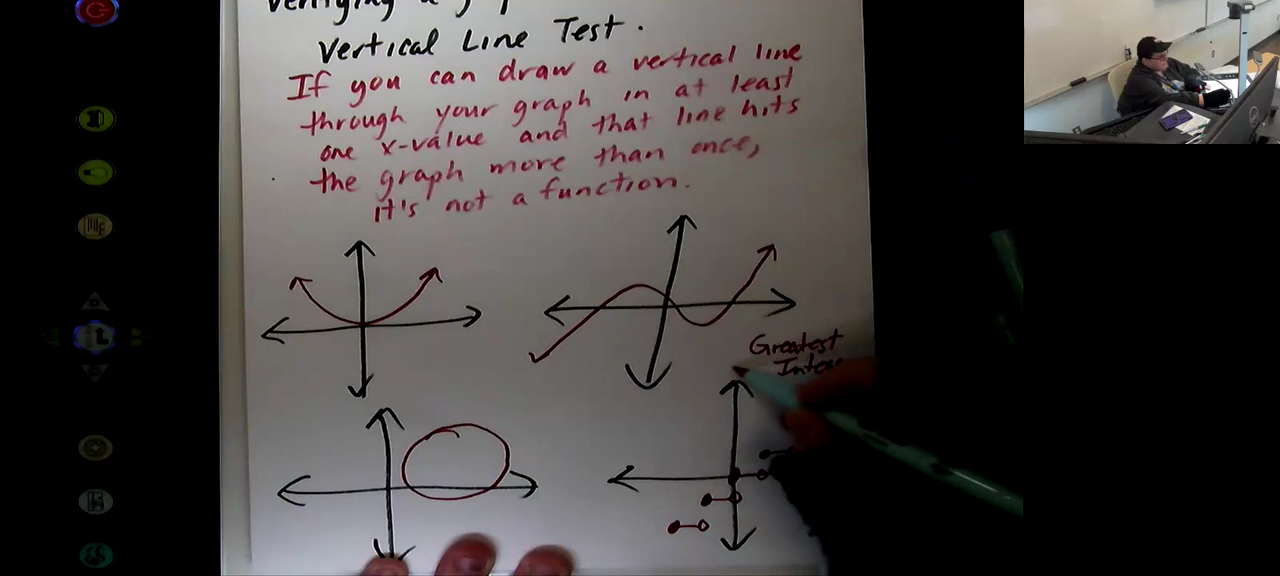 Verifying a
Vertical Line Test.
If you can draw a vertical line
through your graph in at least
one x-value and that line hits
the graph more than once,
it's not a function.
Greatest